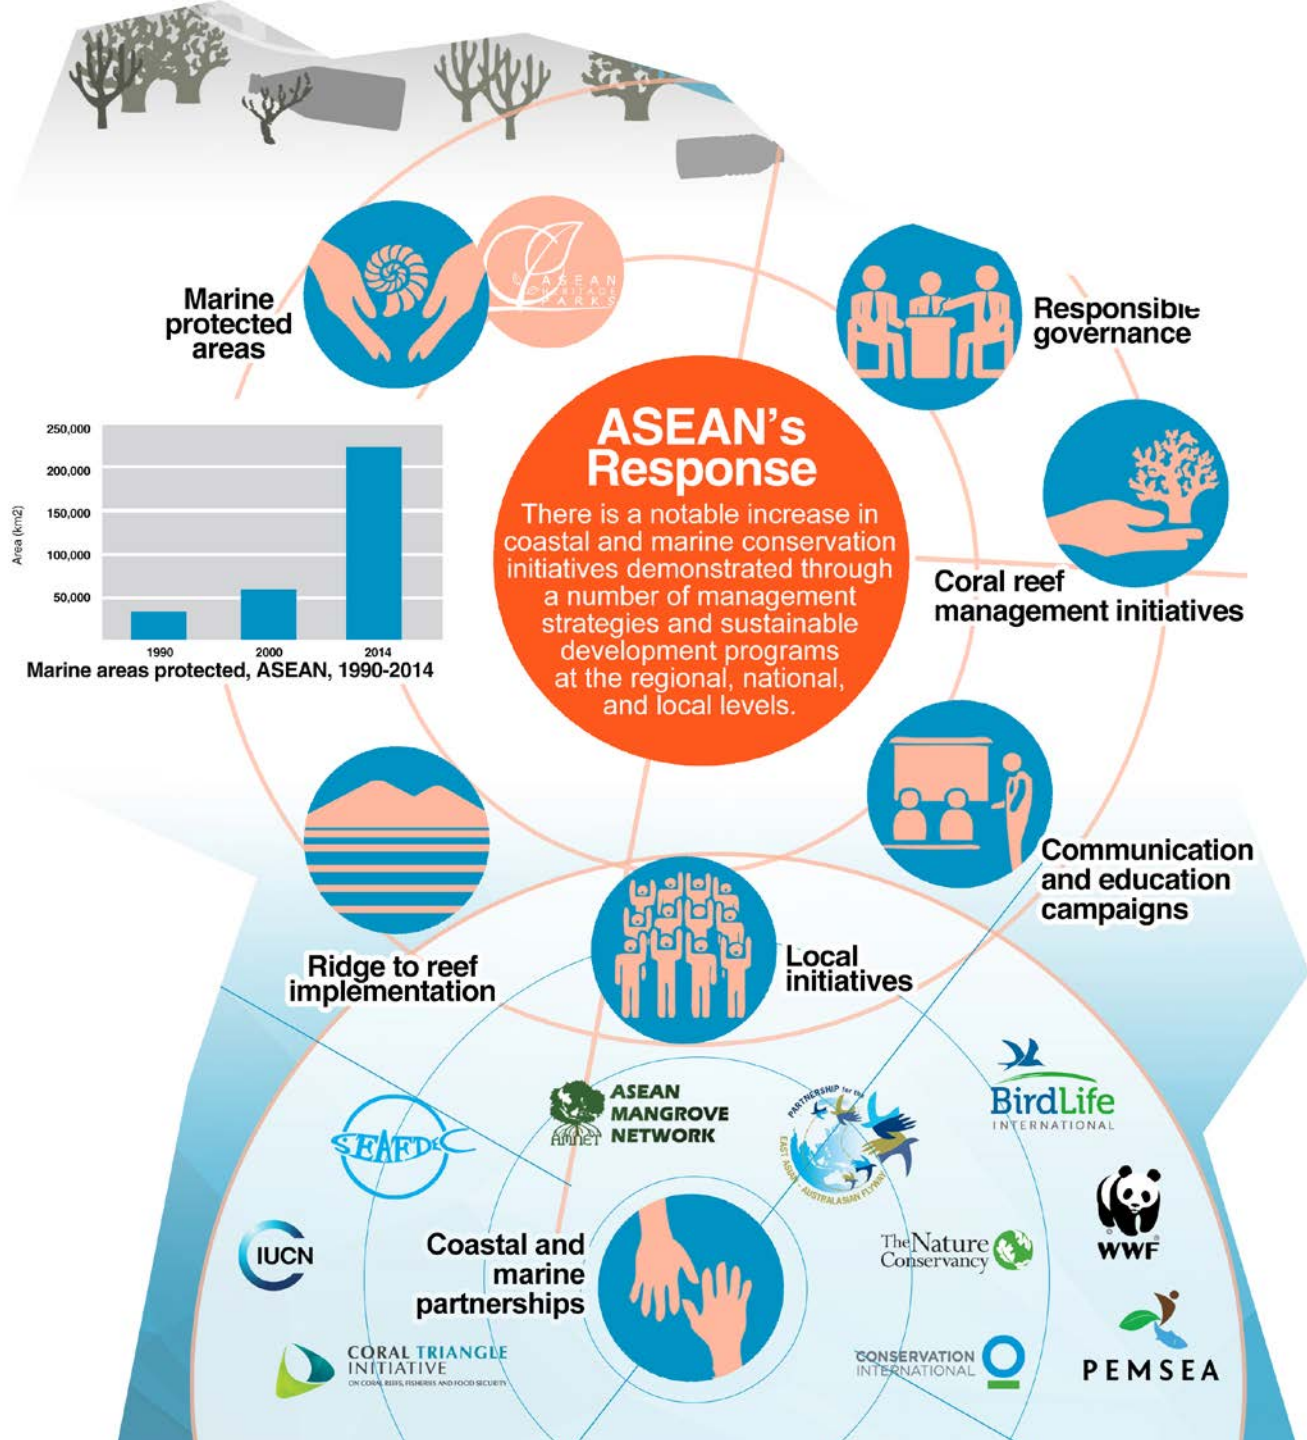 ASEAN
HERITAGE
PARKS
Marine
protected
areas
Responsible
governance
250,000
200,000
150,000
100,000
50,000
Area (km2)
1990 2000 2014
Marine areas protected, ASEAN, 1990-2014
ASEAN's
Response
There is a notable increase in
coastal and marine conservation
initiatives demonstrated through
a number of management
strategies and sustainable
development programs
at the regional, national,
and local levels.
Coral reef
management initiatives
Communication
and education
campaigns
Ridge to reef
implementation
Local
initiatives
SEAFDEC
ASEAN
MANGROVE
NETWORK
AMNET
PARTNERSHIP for the
EAST ASIAN - AUSTRALASIAN FLYWAY
BirdLife
INTERNATIONAL
IUCN
Coastal and
marine
partnerships
The Nature
Conservancy
WWF
CORAL TRIANGLE
INITIATIVE
ON CORAL REEFS, FISHERIES AND FOOD SECURITY
CONSERVATION
INTERNATIONAL
PEMSEA